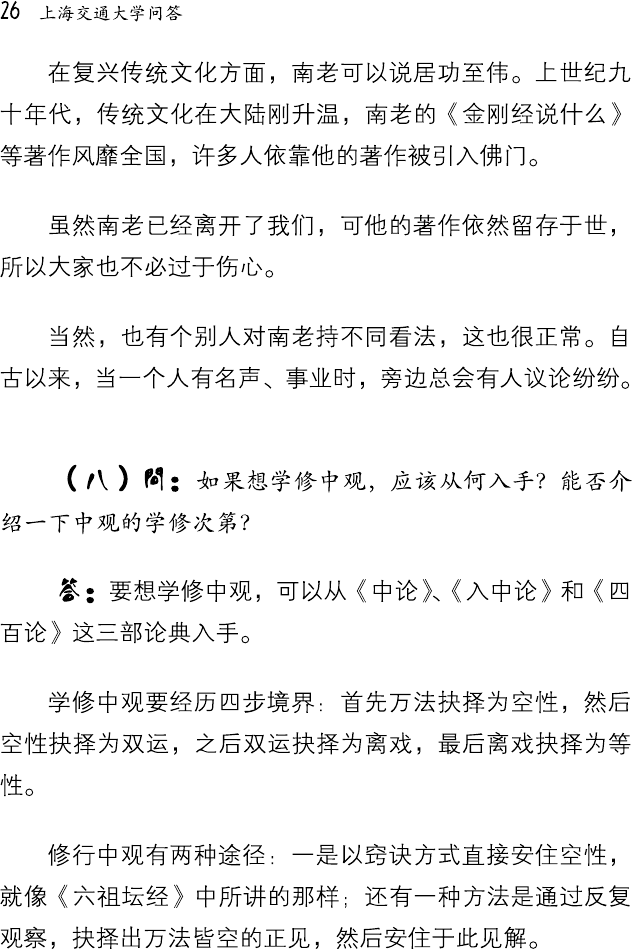 26 上海交通大学问答
在复兴传统文化方面，南老可以说居功至伟。上世纪九
十年代，传统文化在大陆刚升温，南老的《金刚经说什么》
等著作风靡全国，许多人依靠他的著作被引入佛门。
虽然南老已经离开了我们，可他的著作依然留存于世，
所以大家也不必过于伤心。
当然，也有个别人对南老持不同看法，这也很正常。自
古以来，当一个人有名声、事业时，旁边总会有人议论纷纷。
（八）問：如果想学修中观，应该从何入手？能否介
绍一下中观的学修次第？
答：要想学修中观，可以从《中论》、《入中论》和《四
百论》这三部论典入手。
学修中观要经历四步境界：首先万法抉择为空性，然后
空性抉择为双运，之后双运抉择为离戏，最后离戏抉择为等
性。
修行中观有两种途径：一是以窍诀方式直接安住空性，
就像《六祖坛经》中所讲的那样；还有一种方法是通过反复
观察，抉择出万法皆空的正见，然后安住于此见解。